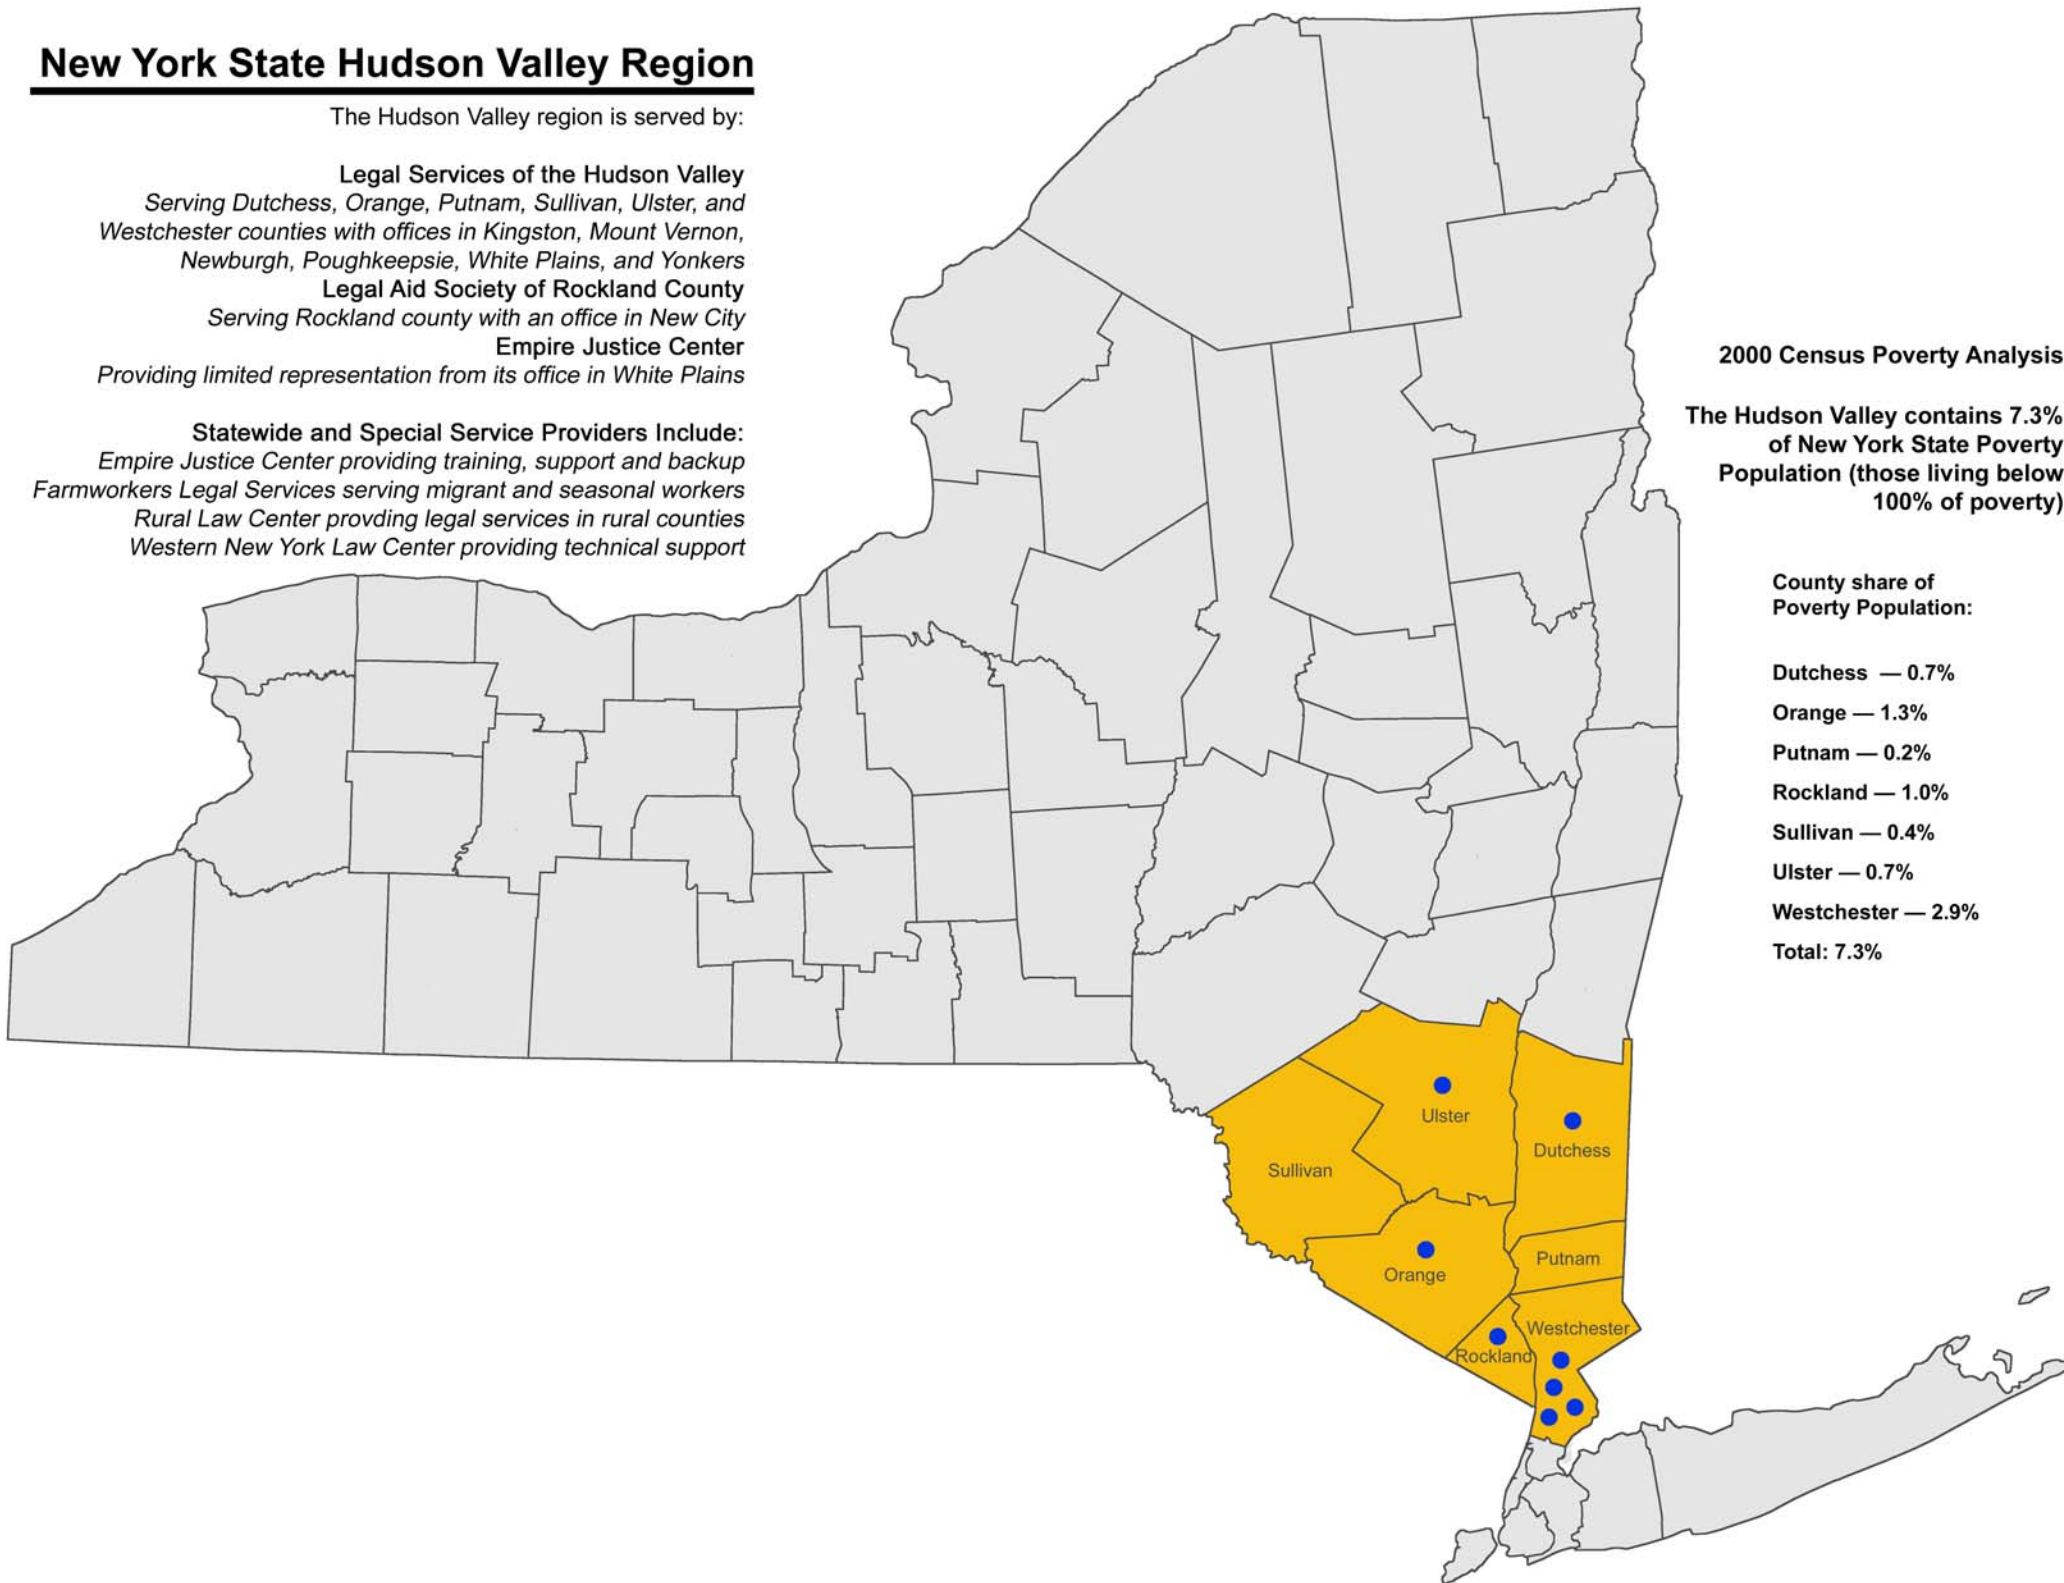 New York State Hudson Valley Region
The Hudson Valley region is served by:
Legal Services of the Hudson Valley
Serving Dutchess, Orange, Putnam, Sullivan, Ulster, and
Westchester counties with offices in Kingston, Mount Vernon,
Newburgh, Poughkeepsie, White Plains, and Yonkers
Legal Aid Society of Rockland County
Serving Rockland county with an office in New City
Empire Justice Center
Providing limited representation from its office in White Plains
Statewide and Special Service Providers Include:
Empire Justice Center providing training, support and backup
Farmworkers Legal Services serving migrant and seasonal workers
Rural Law Center provding legal services in rural counties
Western New York Law Center providing technical support
2000 Census Poverty Analysis
The Hudson Valley contains 7.3%
of New York State Poverty
Population (those living below
100% of poverty)
County share of
Poverty Population:
Dutchess — 0.7%
Orange — 1.3%
Putnam — 0.2%
Rockland — 1.0%
Sullivan — 0.4%
Ulster — 0.7%
Westchester — 2.9%
Total: 7.3%
Ulster
Dutchess
Sullivan
Putnam
Orange
Westchester
Rockland